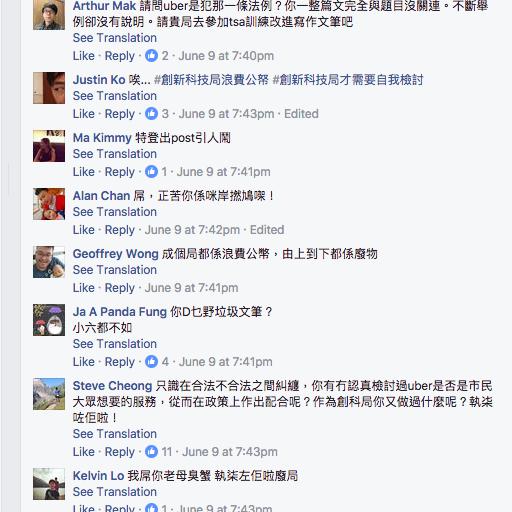 Arthur Mak 請問uber是犯那一條法例？你一整篇文完全與題目沒關連。不斷舉
例卻沒有說明。請貴局去參加tsa訓練改進寫作文筆吧
See Translation
Like · Reply · 2 · June 9 at 7:40pm
Justin Ko 唉... #創新科技局浪費公帑 #創新科技局才需要自我檢討
See Translation
Like · Reply · 3 · June 9 at 7:43pm · Edited
Ma Kimmy 特登出post引人鬧
See Translation
Like · Reply · 1 · June 9 at 7:41pm
Alan Chan 屌，正苦你係咪岸撚鳩㗎！
See Translation
Like · Reply · June 9 at 7:42pm · Edited
Geoffrey Wong 成個局都係浪費公幣，由上到下都係廢物
See Translation
Like · Reply · June 9 at 7:41pm
Ja A Panda Fung 你D乜野垃圾文筆？
小六都不如
See Translation
Like · Reply · 4 · June 9 at 7:41pm
Steve Cheong 只識在合法不合法之間糾纏，你有冇認真檢討過uber是否是市民
大眾想要的服務，從而在政策上作出配合呢？作為創科局你又做過什麼呢？執柒
咗佢啦！
See Translation
Like · Reply · 11 · June 9 at 7:43pm
Kelvin Lo 我屌你老母臭蟹 執柒左佢啦廢局
See Translation
Like · Reply · 1 · June 9 at 7:43pm